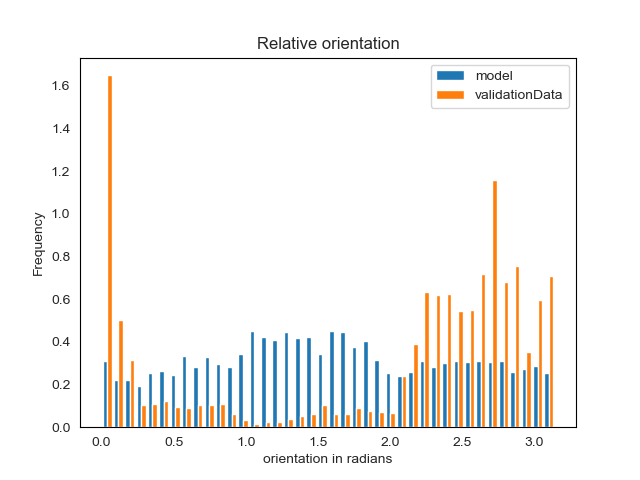 Relative orientation
model
validationData
Frequency
1.6
1.4
1.2
1.0
0.8
0.6
0.4
0.2
0.0
0.0 0.5 1.0 1.5 2.0 2.5 3.0
orientation in radians